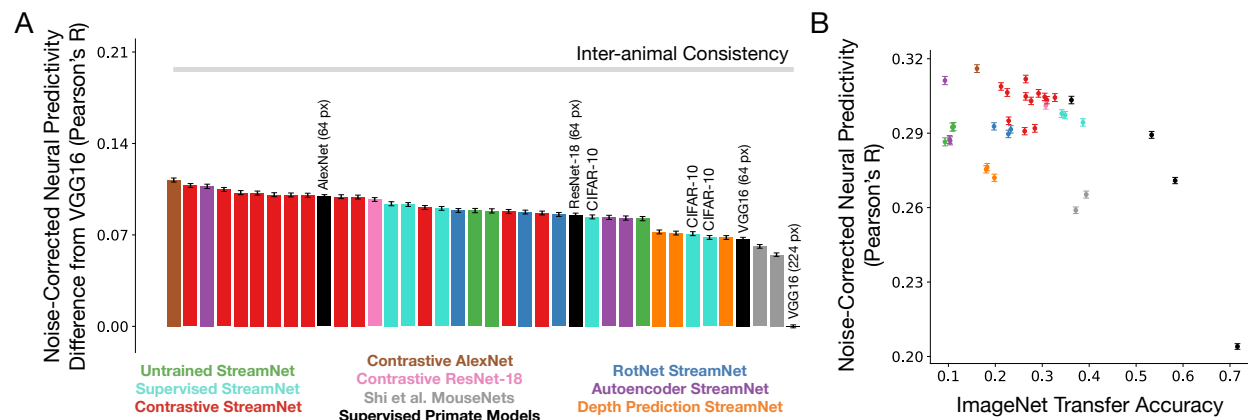 A
Noise-Corrected Neural Predictivity
Difference from VGG16 (Pearson's R)
0.21
0.14
0.07
0.00
Inter-animal Consistency
AlexNet (64 px)
ResNet-18 (64 px)
CIFAR-10
CIFAR-10
CIFAR-10
VGG16 (64 px)
VGG16 (224 px)
Untrained StreamNet
Supervised StreamNet
Contrastive StreamNet
Contrastive AlexNet
Contrastive ResNet-18
Shi et al. MouseNets
Supervised Primate Models
RotNet StreamNet
Autoencoder StreamNet
Depth Prediction StreamNet
B
Noise-Corrected Neural Predictivity
(Pearson's R)
0.32
0.29
0.26
0.23
0.20
0.1 0.2 0.3 0.4 0.5 0.6 0.7
ImageNet Transfer Accuracy